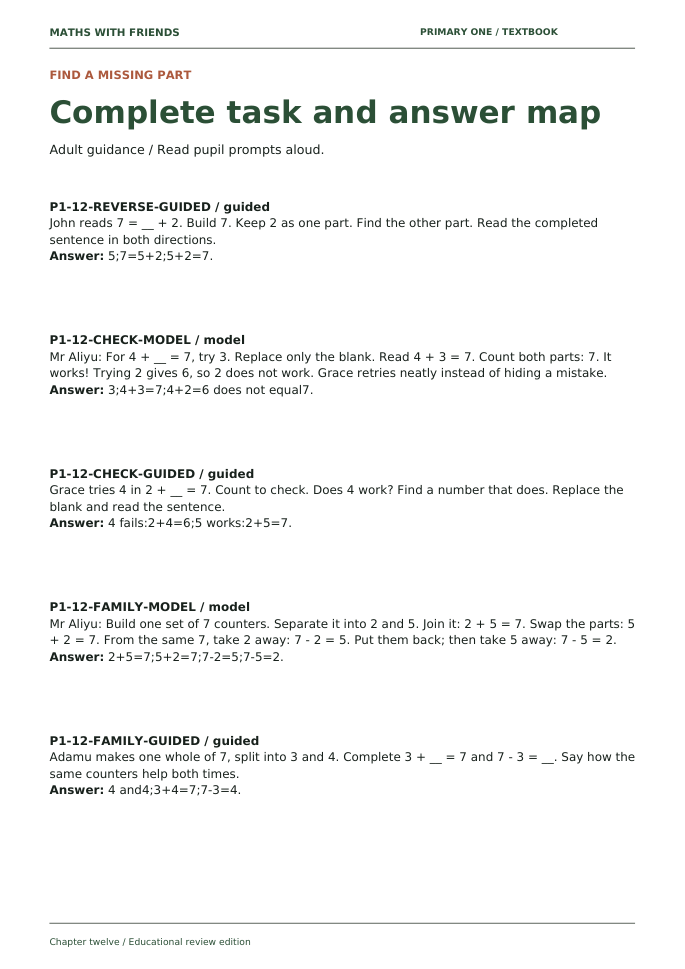 MATHS WITH FRIENDS
PRIMARY ONE / TEXTBOOK
FIND A MISSING PART
Complete task and answer map
Adult guidance / Read pupil prompts aloud.
P1-12-REVERSE-GUIDED / guided
John reads 7 = __ + 2. Build 7. Keep 2 as one part. Find the other part. Read the completed
sentence in both directions.
Answer: 5;7=5+2;5+2=7.
P1-12-CHECK-MODEL / model
Mr Aliyu: For 4 + __ = 7, try 3. Replace only the blank. Read 4 + 3 = 7. Count both parts: 7. It
works! Trying 2 gives 6, so 2 does not work. Grace retries neatly instead of hiding a mistake.
Answer: 3;4+3=7;4+2=6 does not equal7.
P1-12-CHECK-GUIDED / guided
Grace tries 4 in 2 + __ = 7. Count to check. Does 4 work? Find a number that does. Replace the
blank and read the sentence.
Answer: 4 fails:2+4=6;5 works:2+5=7.
P1-12-FAMILY-MODEL / model
Mr Aliyu: Build one set of 7 counters. Separate it into 2 and 5. Join it: 2 + 5 = 7. Swap the parts: 5
+ 2 = 7. From the same 7, take 2 away: 7 - 2 = 5. Put them back; then take 5 away: 7 - 5 = 2.
Answer: 2+5=7;5+2=7;7-2=5;7-5=2.
P1-12-FAMILY-GUIDED / guided
Adamu makes one whole of 7, split into 3 and 4. Complete 3 + __ = 7 and 7 - 3 = __. Say how the
same counters help both times.
Answer: 4 and4;3+4=7;7-3=4.
Chapter twelve / Educational review edition